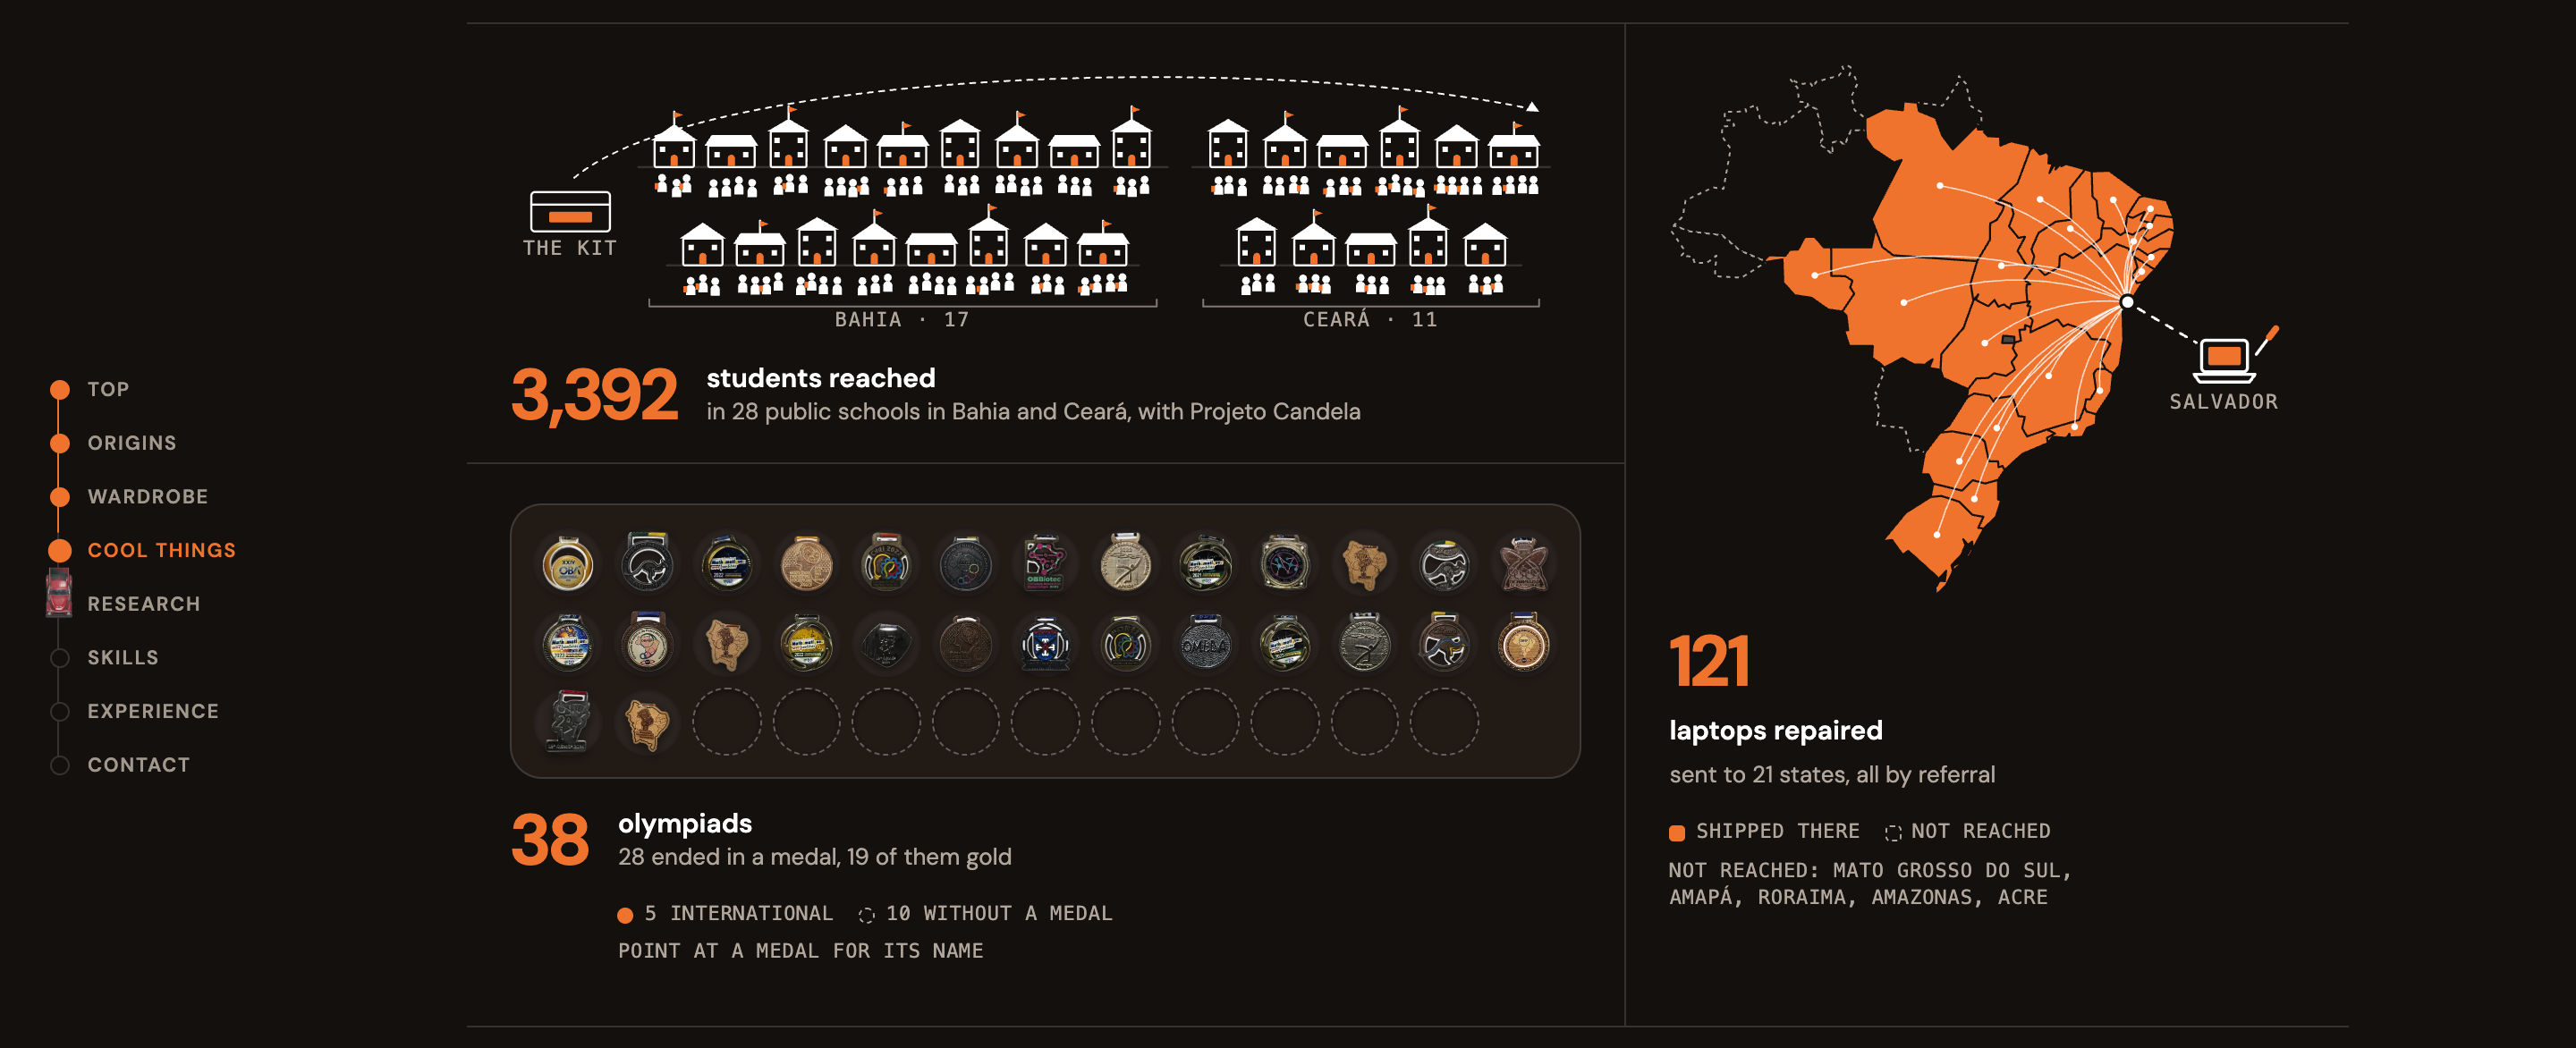 TOP
ORIGINS
WARDROBE
COOL THINGS
RESEARCH
SKILLS
EXPERIENCE
CONTACT
THE KIT
BAHIA · 17
CEARÁ · 11
3,392
students reached
in 28 public schools in Bahia and Ceará, with Projeto Candela
38
olympiads
28 ended in a medal, 19 of them gold
5 INTERNATIONAL
10 WITHOUT A MEDAL
POINT AT A MEDAL FOR ITS NAME
SALVADOR
121
laptops repaired
sent to 21 states, all by referral
SHIPPED THERE
NOT REACHED
NOT REACHED: MATO GROSSO DO SUL,
AMAPÁ, RORAIMA, AMAZONAS, ACRE